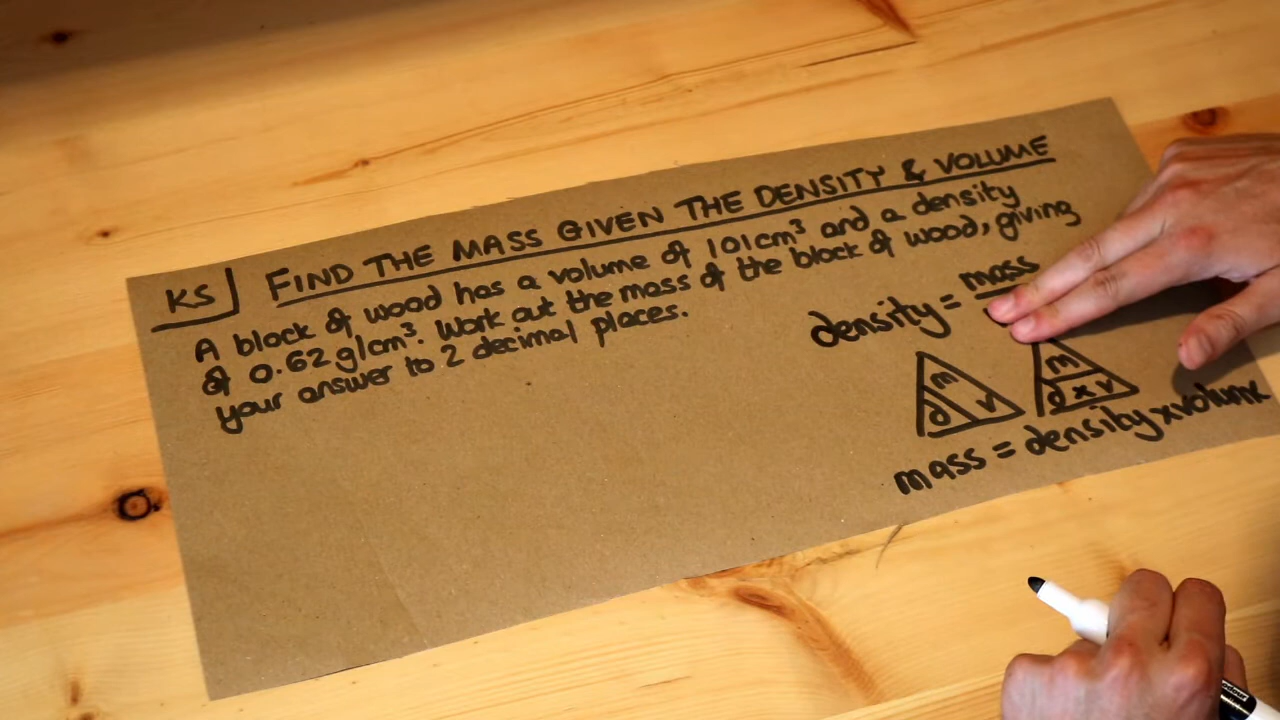 KS
FIND THE MASS GIVEN THE DENSITY & VOLUME
A block of wood has a volume of 101cm³ and a density
of 0.62 g/cm³. Work out the mass of the block of wood, giving
your answer to 2 decimal places.
density = mass
m
d v
m
d x v
mass = density x volume